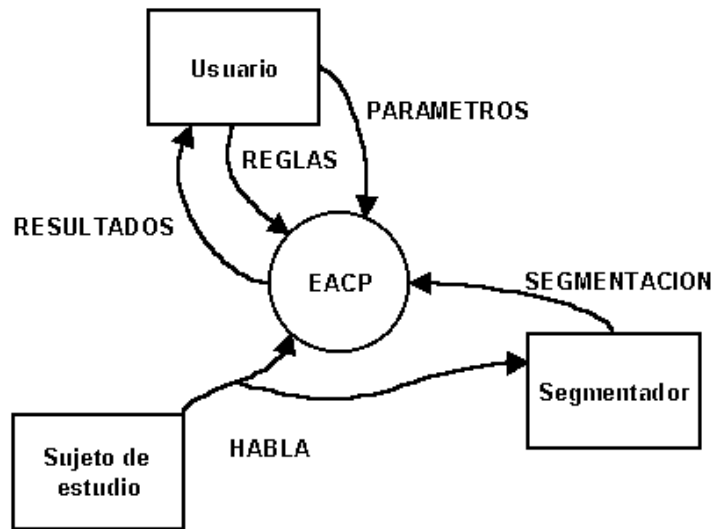 Usuario
PARAMETROS
REGLAS
RESULTADOS
EACP
SEGMENTACION
Segmentador
HABLA
Sujeto de
estudio